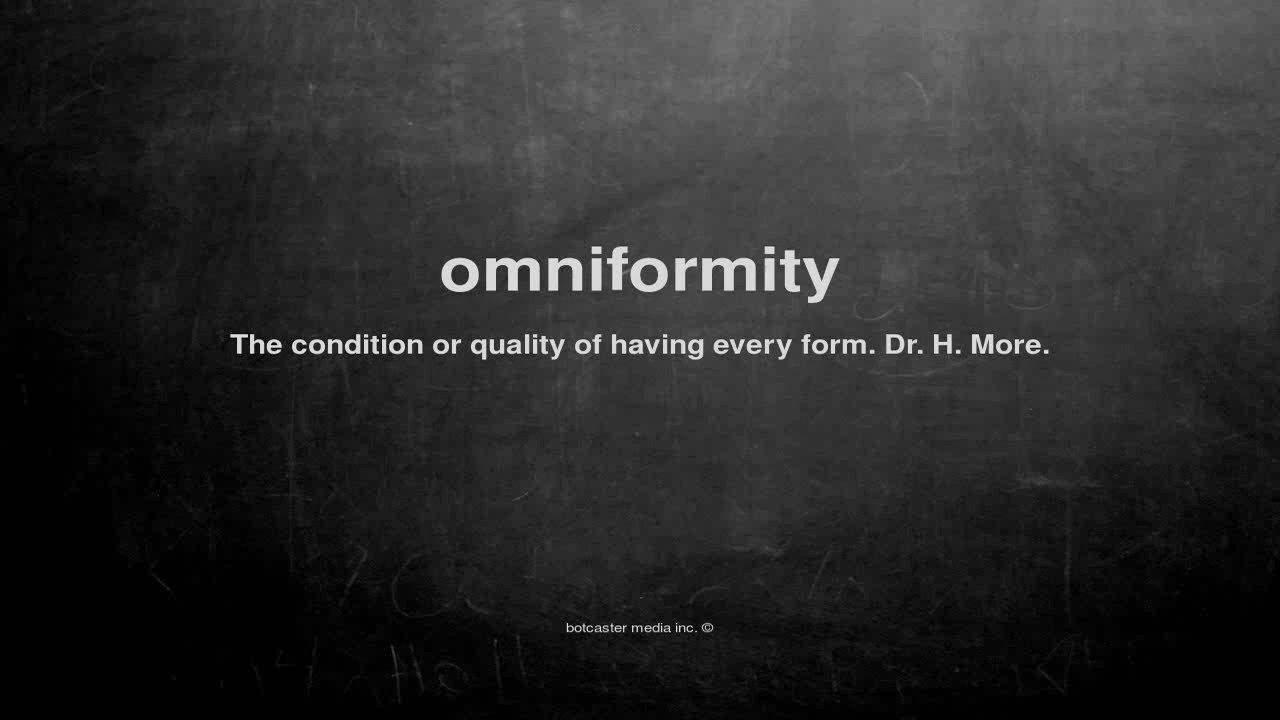 omniformity
The condition or quality of having every form. Dr. H. More.
botcaster media inc. ©